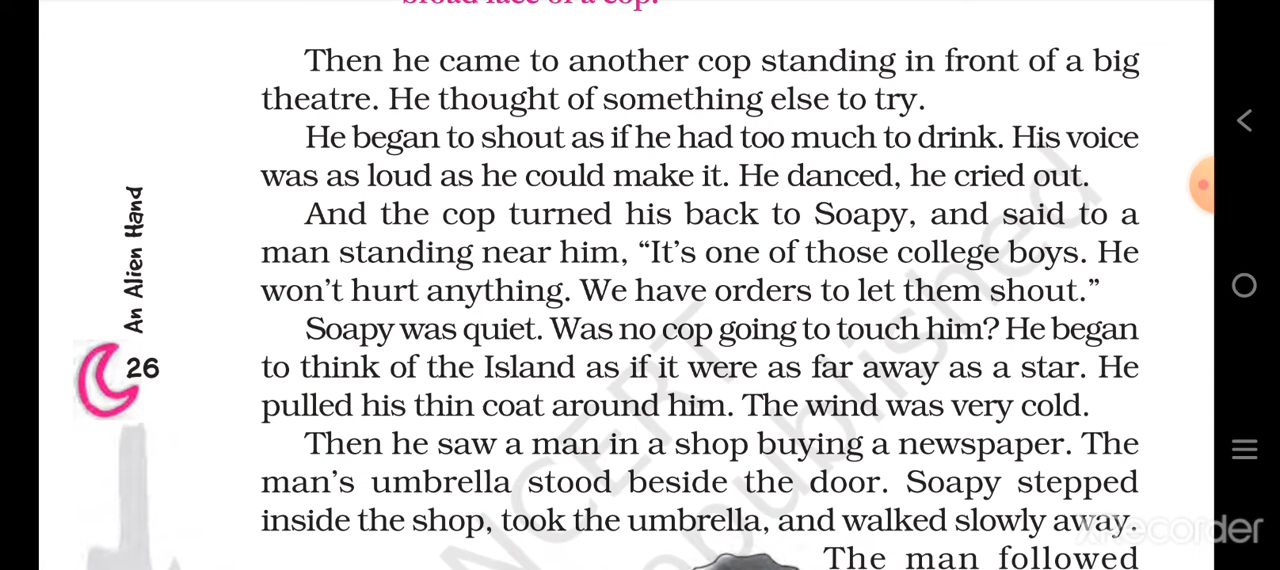 broad face of a cop.
Then he came to another cop standing in front of a big
theatre. He thought of something else to try.
He began to shout as if he had too much to drink. His voice
was as loud as he could make it. He danced, he cried out.
And the cop turned his back to Soapy, and said to a
man standing near him, “It’s one of those college boys. He
won’t hurt anything. We have orders to let them shout.”
Soapy was quiet. Was no cop going to touch him? He began
to think of the Island as if it were as far away as a star. He
pulled his thin coat around him. The wind was very cold.
Then he saw a man in a shop buying a newspaper. The
man’s umbrella stood beside the door. Soapy stepped
inside the shop, took the umbrella, and walked slowly away.
The man followed
An Alien Hand
26
NCERT
republished
XRecorder